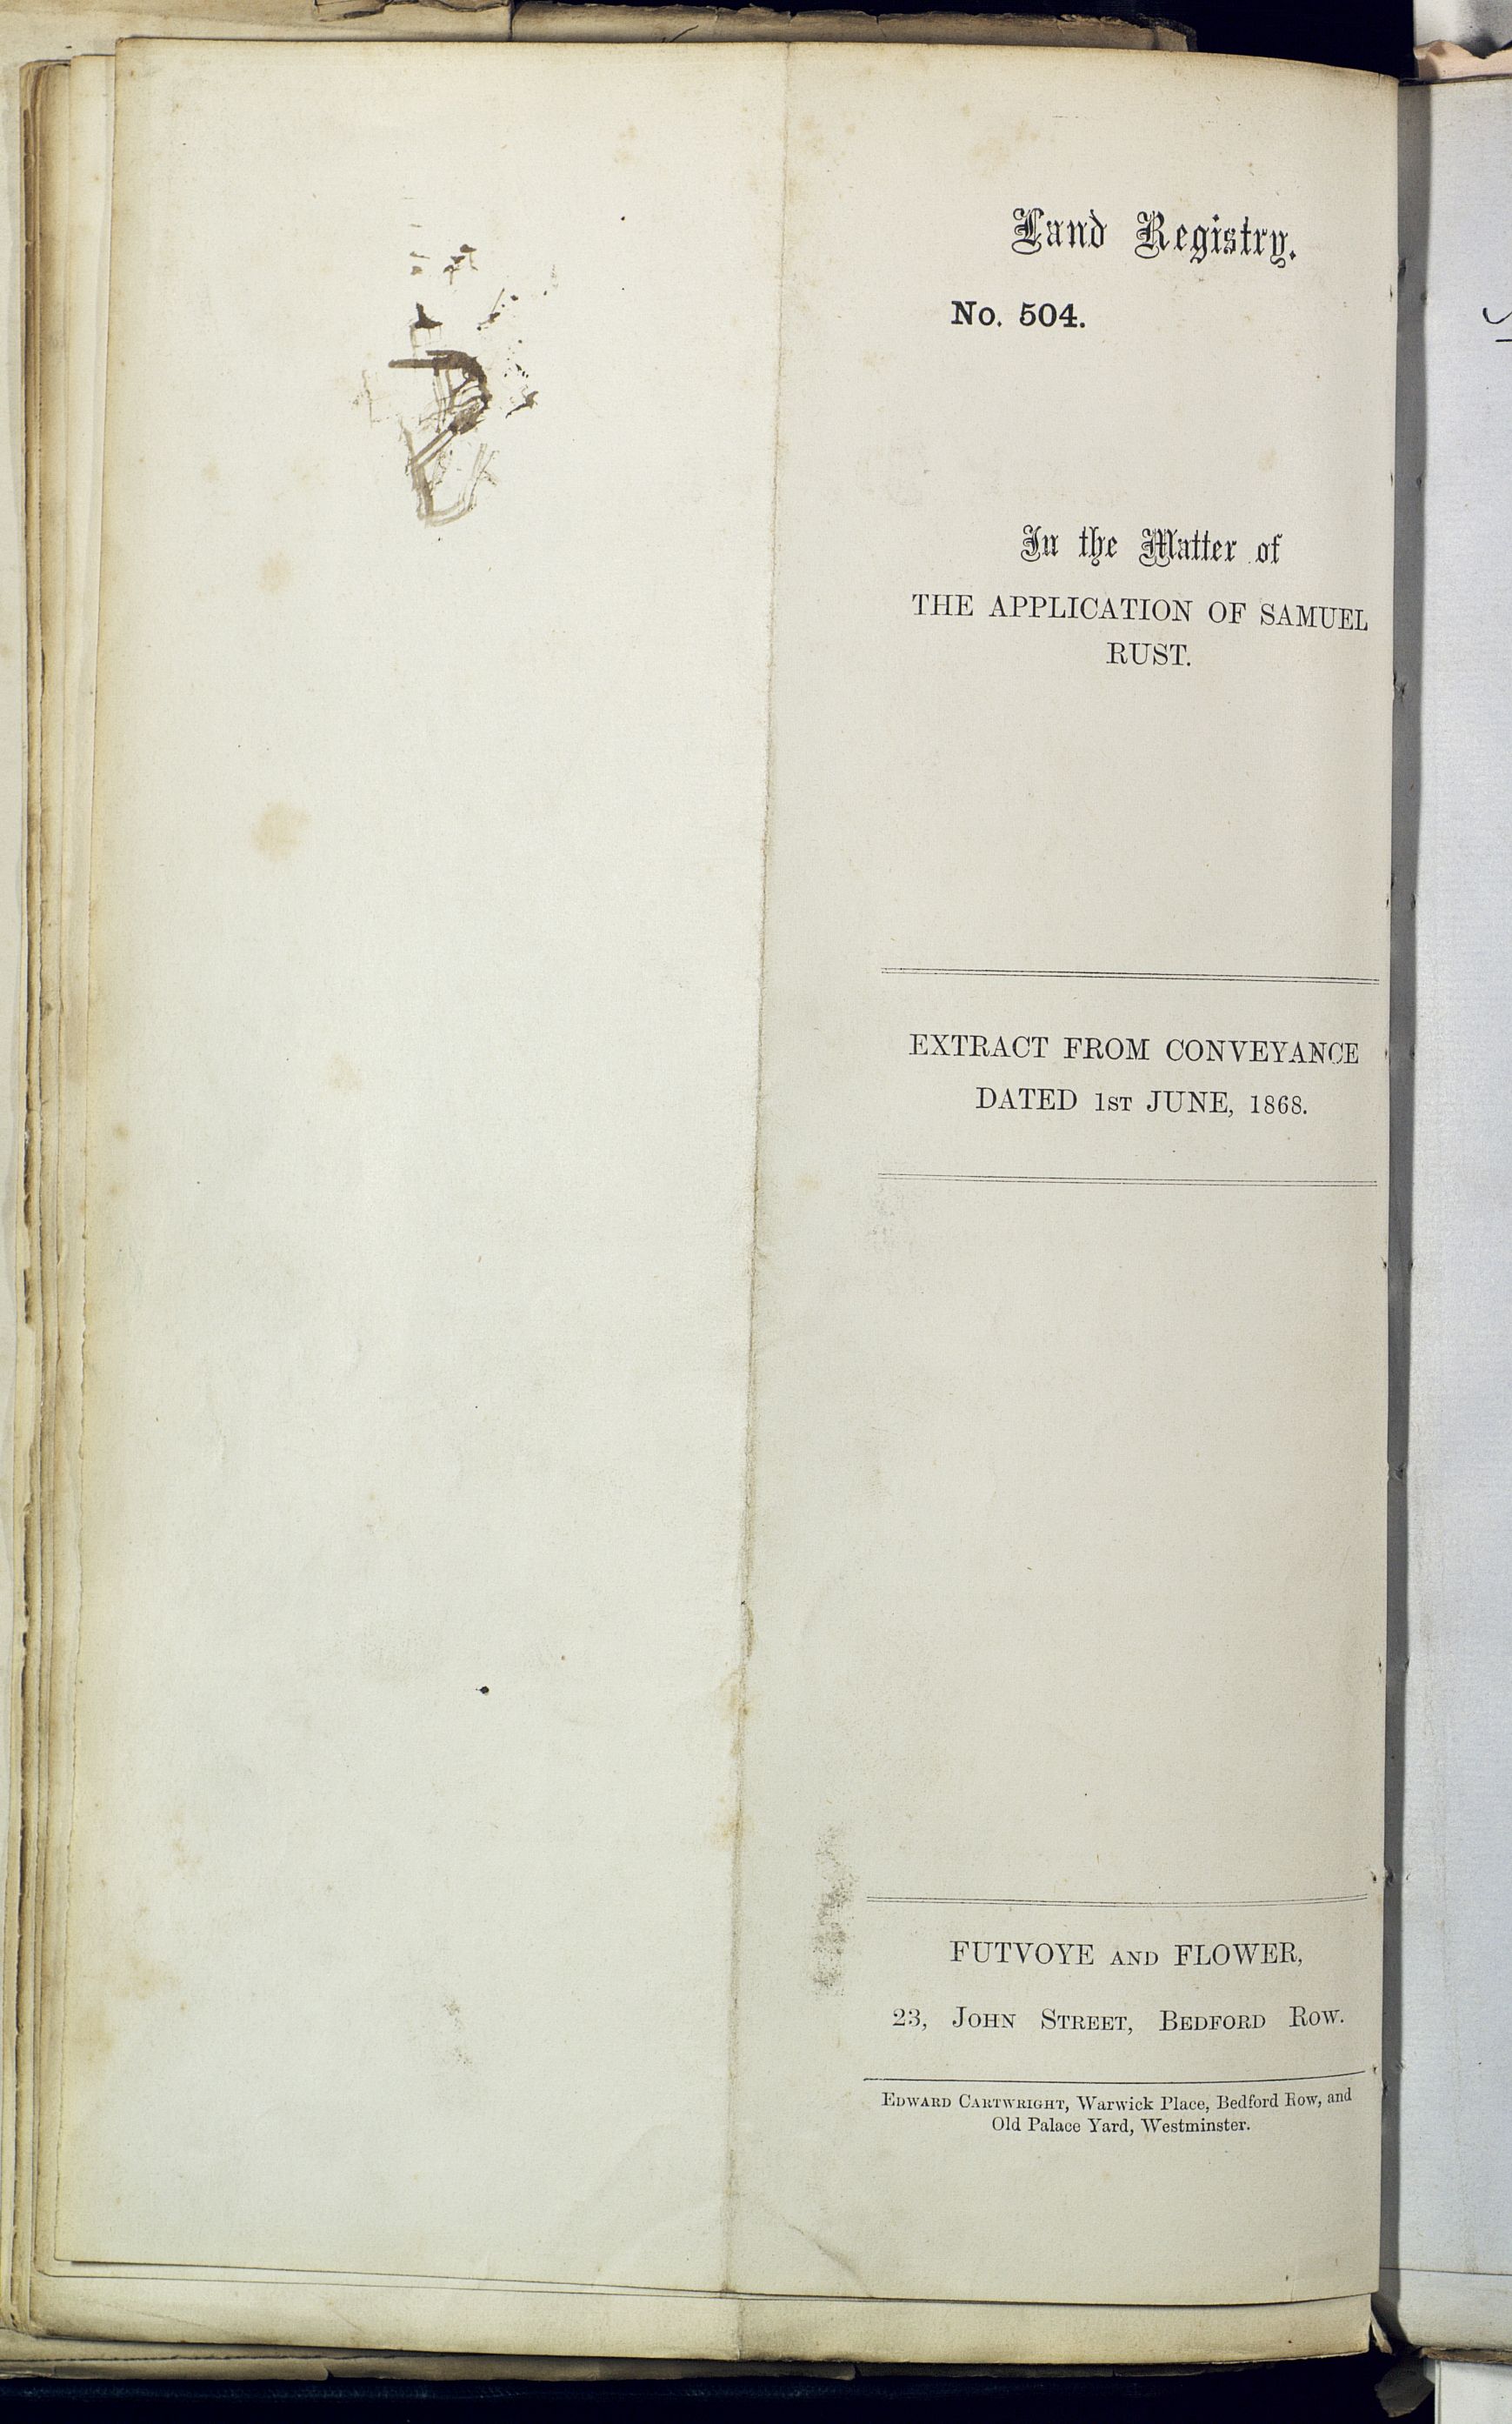 Land Registry.
No. 504.
In the Matter of
THE APPLICATION OF SAMUEL
RUST.
EXTRACT FROM CONVEYANCE
DATED 1ST JUNE, 1868.
FUTVOYE AND FLOWER,
23, JOHN STREET, BEDFORD ROW.
EDWARD CARTWRIGHT, Warwick Place, Bedford Row, and
Old Palace Yard, Westminster.